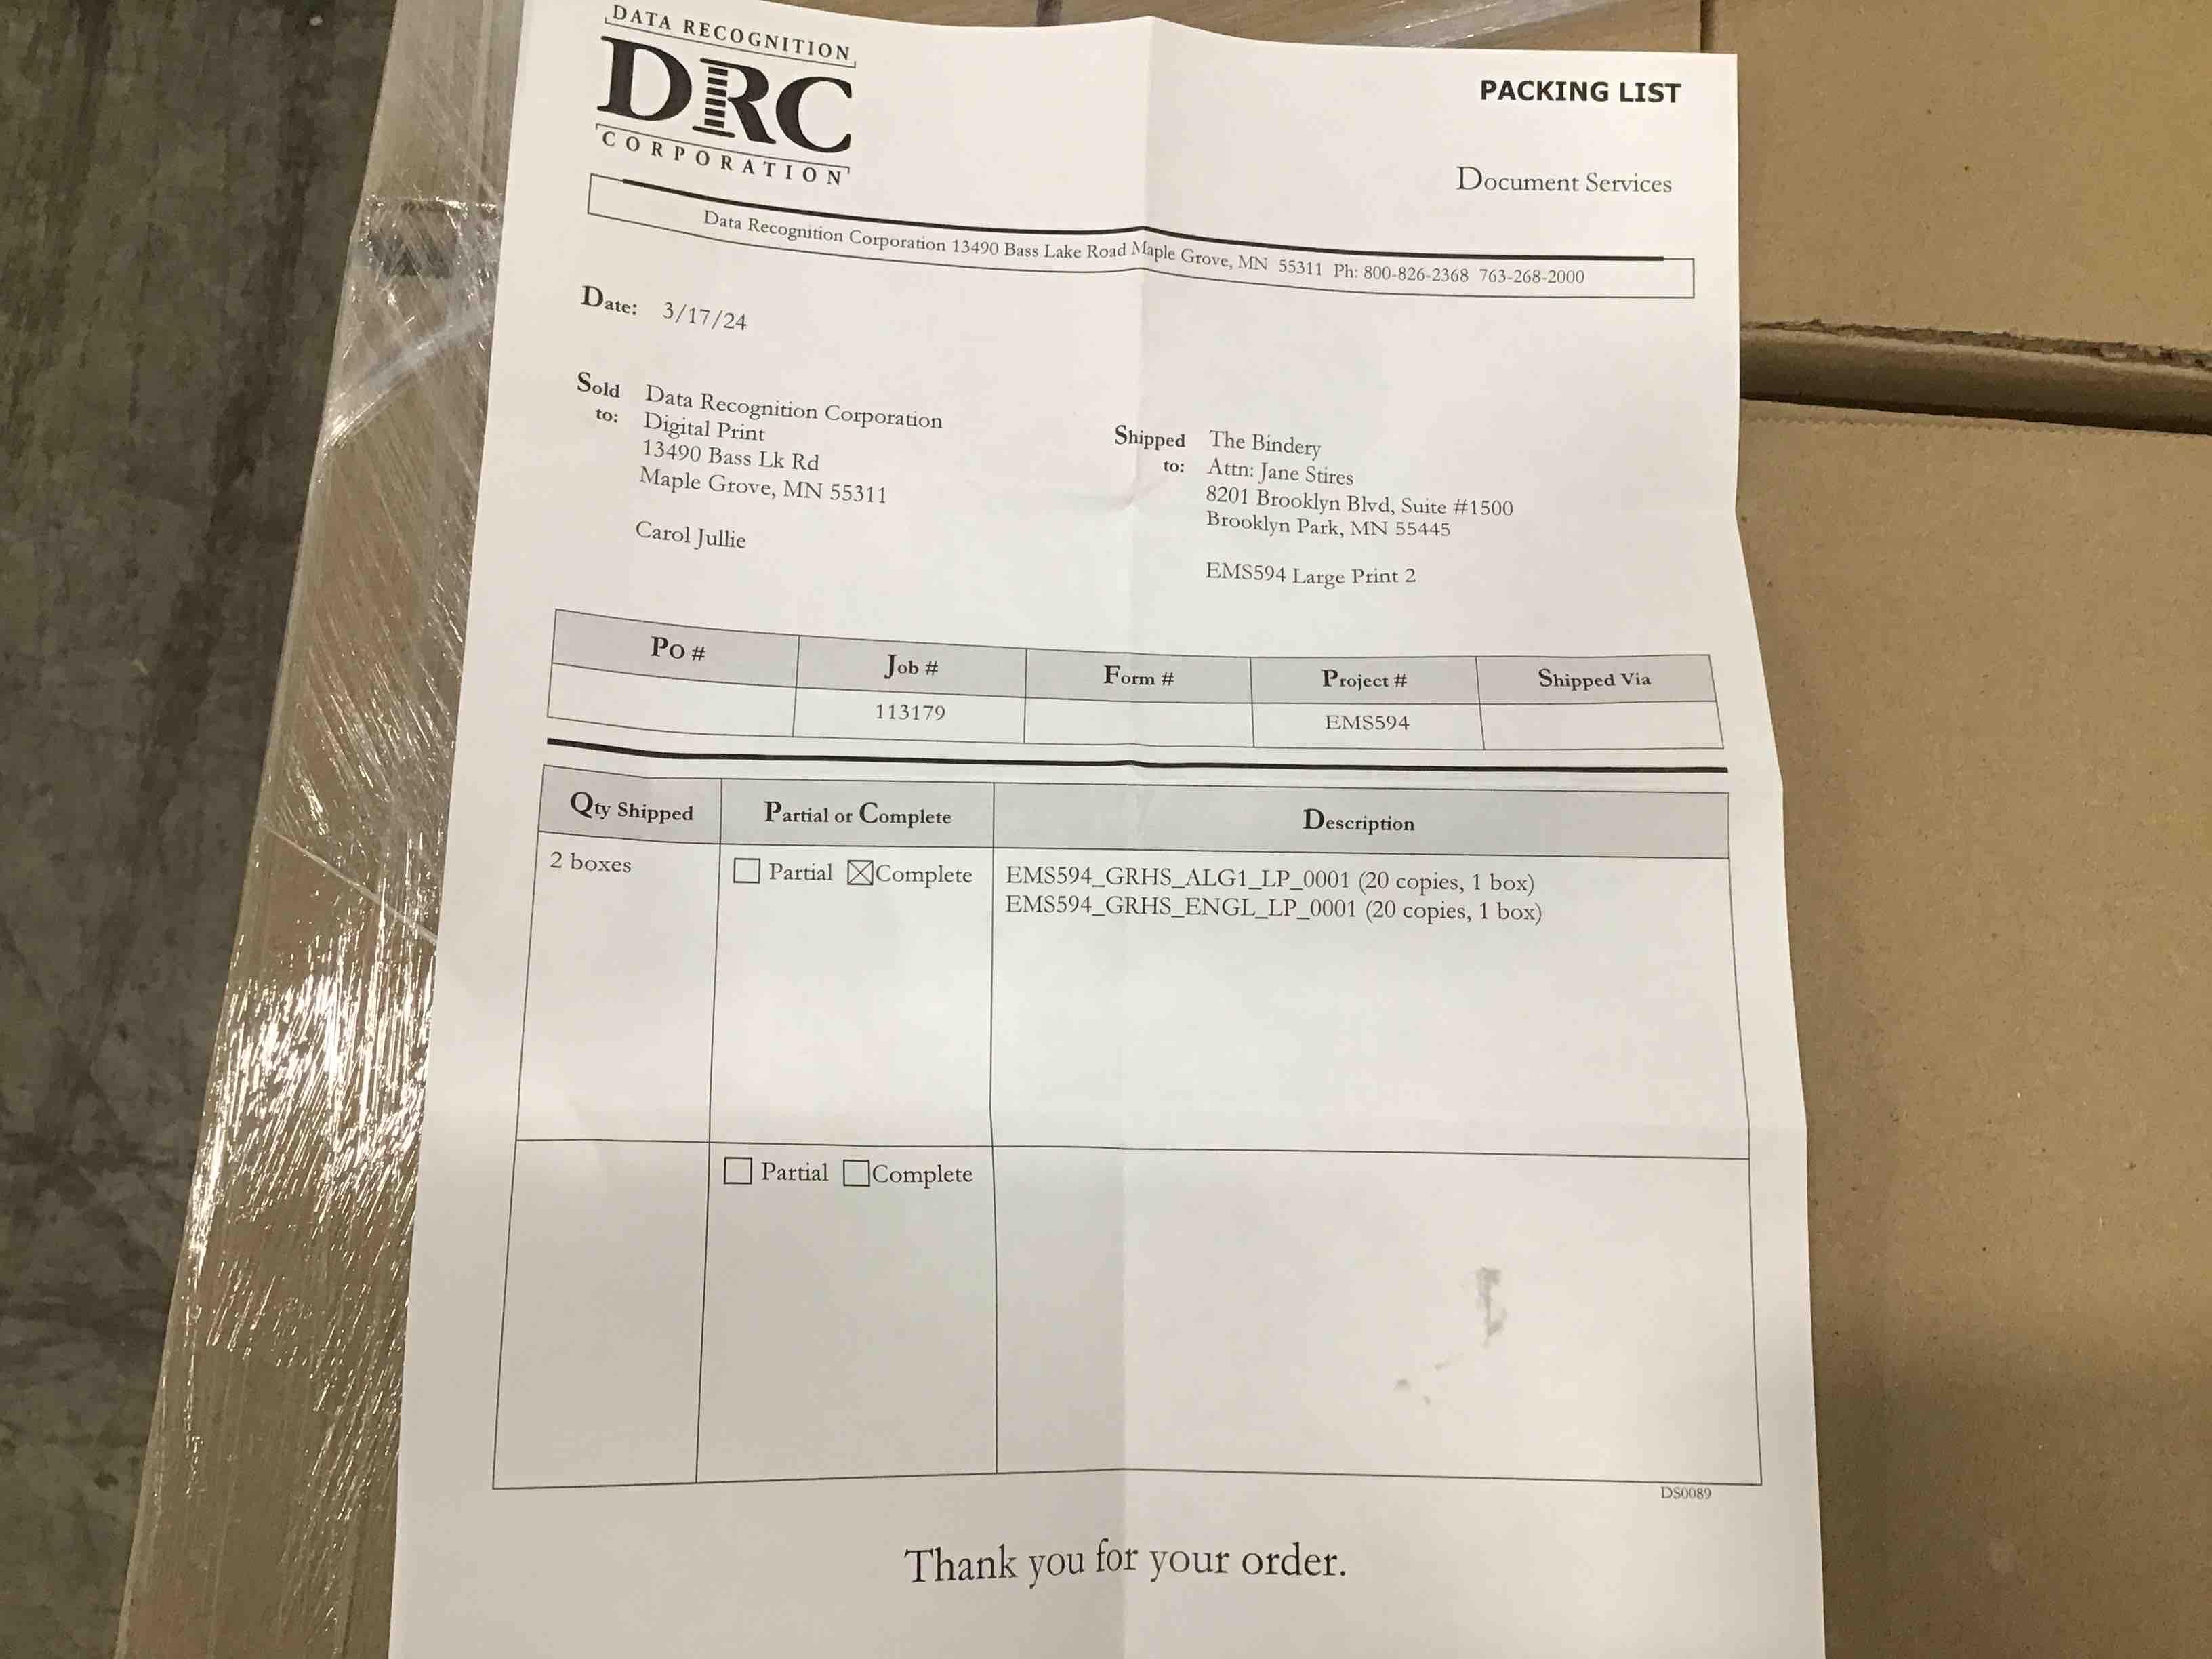 DATA RECOGNITION
DRC
CORPORATION
PACKING LIST
Document Services
Data Recognition Corporation 13490 Bass Lake Road Maple Grove, MN 55311 Ph: 800-826-2368 763-268-2000
Date: 3/17/24
Sold to: Data Recognition Corporation
Digital Print
13490 Bass Lk Rd
Maple Grove, MN 55311
Carol Jullie
Shipped to: The Bindery
Attn: Jane Stires
8201 Brooklyn Blvd, Suite #1500
Brooklyn Park, MN 55445
EMS594 Large Print 2
Po # Job # Form # Project # Shipped Via
113179 EMS594
Qty Shipped Partial or Complete Description
2 boxes Partial Complete EMS594_GRHS_ALG1_LP_0001 (20 copies, 1 box)
EMS594_GRHS_ENGL_LP_0001 (20 copies, 1 box)
Partial Complete
DS0089
Thank you for your order.